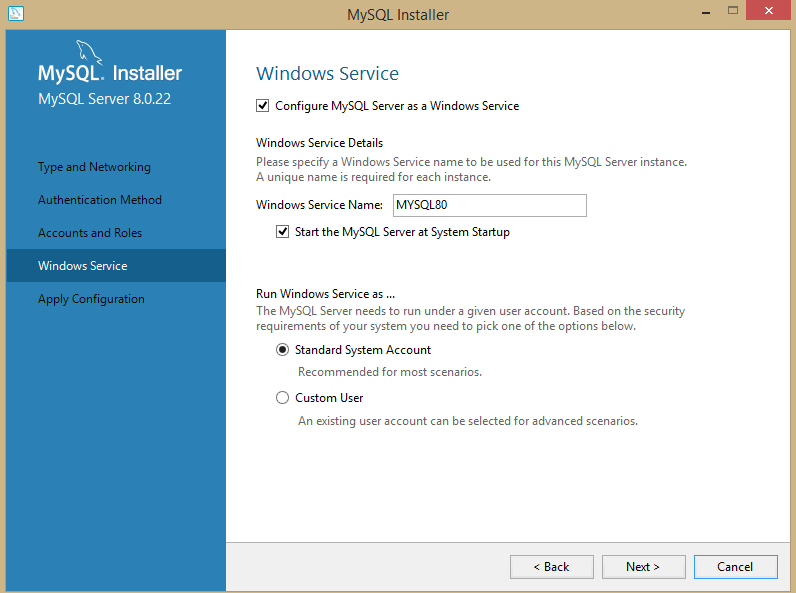 MySQL Installer
MySQL. Installer
MySQL Server 8.0.22
Type and Networking
Authentication Method
Accounts and Roles
Windows Service
Apply Configuration
Windows Service
Configure MySQL Server as a Windows Service
Windows Service Details
Please specify a Windows Service name to be used for this MySQL Server instance.
A unique name is required for each instance.
Windows Service Name: MYSQL80
Start the MySQL Server at System Startup
Run Windows Service as ...
The MySQL Server needs to run under a given user account. Based on the security
requirements of your system you need to pick one of the options below.
Standard System Account
Recommended for most scenarios.
Custom User
An existing user account can be selected for advanced scenarios.
< Back Next > Cancel